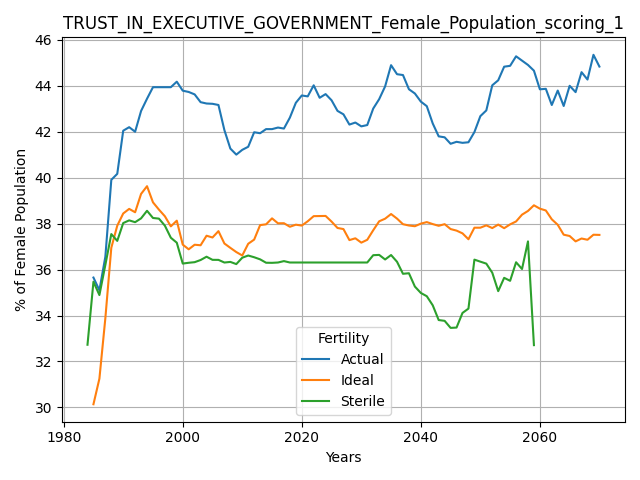 TRUST_IN_EXECUTIVE_GOVERNMENT_Female_Population_scoring_1
46
44
42
40
38
36
34
32
30
% of Female Population
Fertility
Actual
Ideal
Sterile
1980 2000 2020 2040 2060
Years